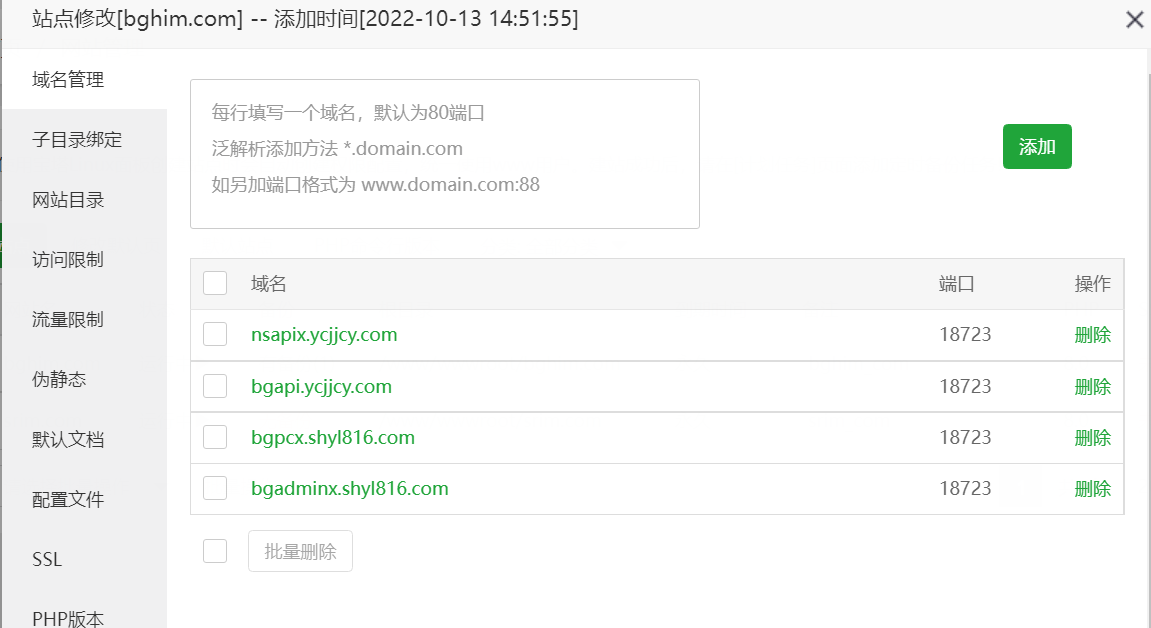 站点修改[bghim.com] -- 添加时间[2022-10-13 14:51:55]
域名管理
子目录绑定
网站目录
访问限制
流量限制
伪静态
默认文档
配置文件
SSL
PHP版本
每行填写一个域名，默认为80端口
泛解析添加方法 *.domain.com
如另加端口格式为 www.domain.com:88
添加
域名 端口 操作
nsapix.ycjjcy.com 18723 删除
bgapi.ycjjcy.com 18723 删除
bgpcx.shyl816.com 18723 删除
bgadminx.shyl816.com 18723 删除
批量删除